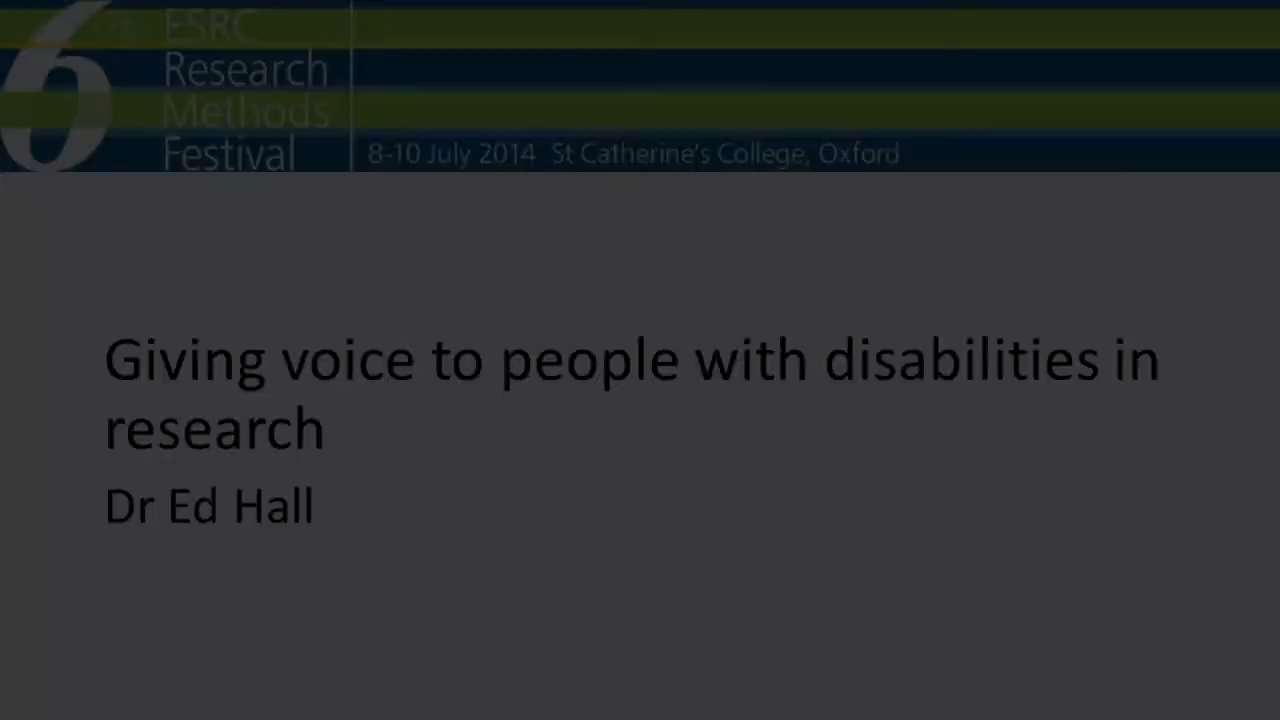 6th ESRC
Research
Methods
Festival
8-10 July 2014 St Catherine's College, Oxford
Giving voice to people with disabilities in
research
Dr Ed Hall